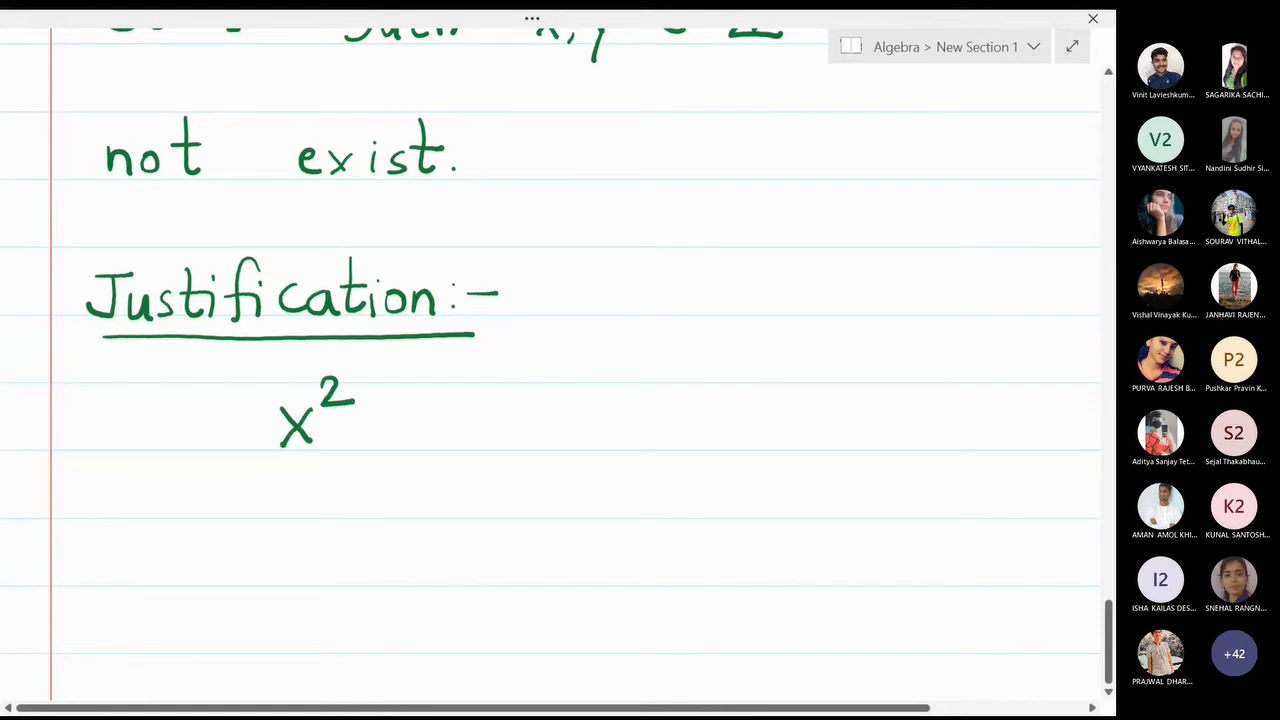 such x, y ∈ ℤ
Algebra > New Section 1
not exist.
Justification:-
x²
Vinit Lavleshkum...
SAGARIKA SACHI...
V2
VYANKATESH SIT...
Nandini Sudhir Si...
Aishwarya Balasa...
SOURAV VITHAL...
Vishal Vinayak Ku...
JANHAVI RAJEN...
PURVA RAJESH B...
P2
Pushkar Pravin K...
Aditya Sanjay Tet...
S2
Sejal Thakabhau...
AMAN AMOL KHI...
K2
KUNAL SANTOSH...
I2
ISHA KAILAS DES...
SNEHAL RANGN...
PRAJWAL DHAR...
+42